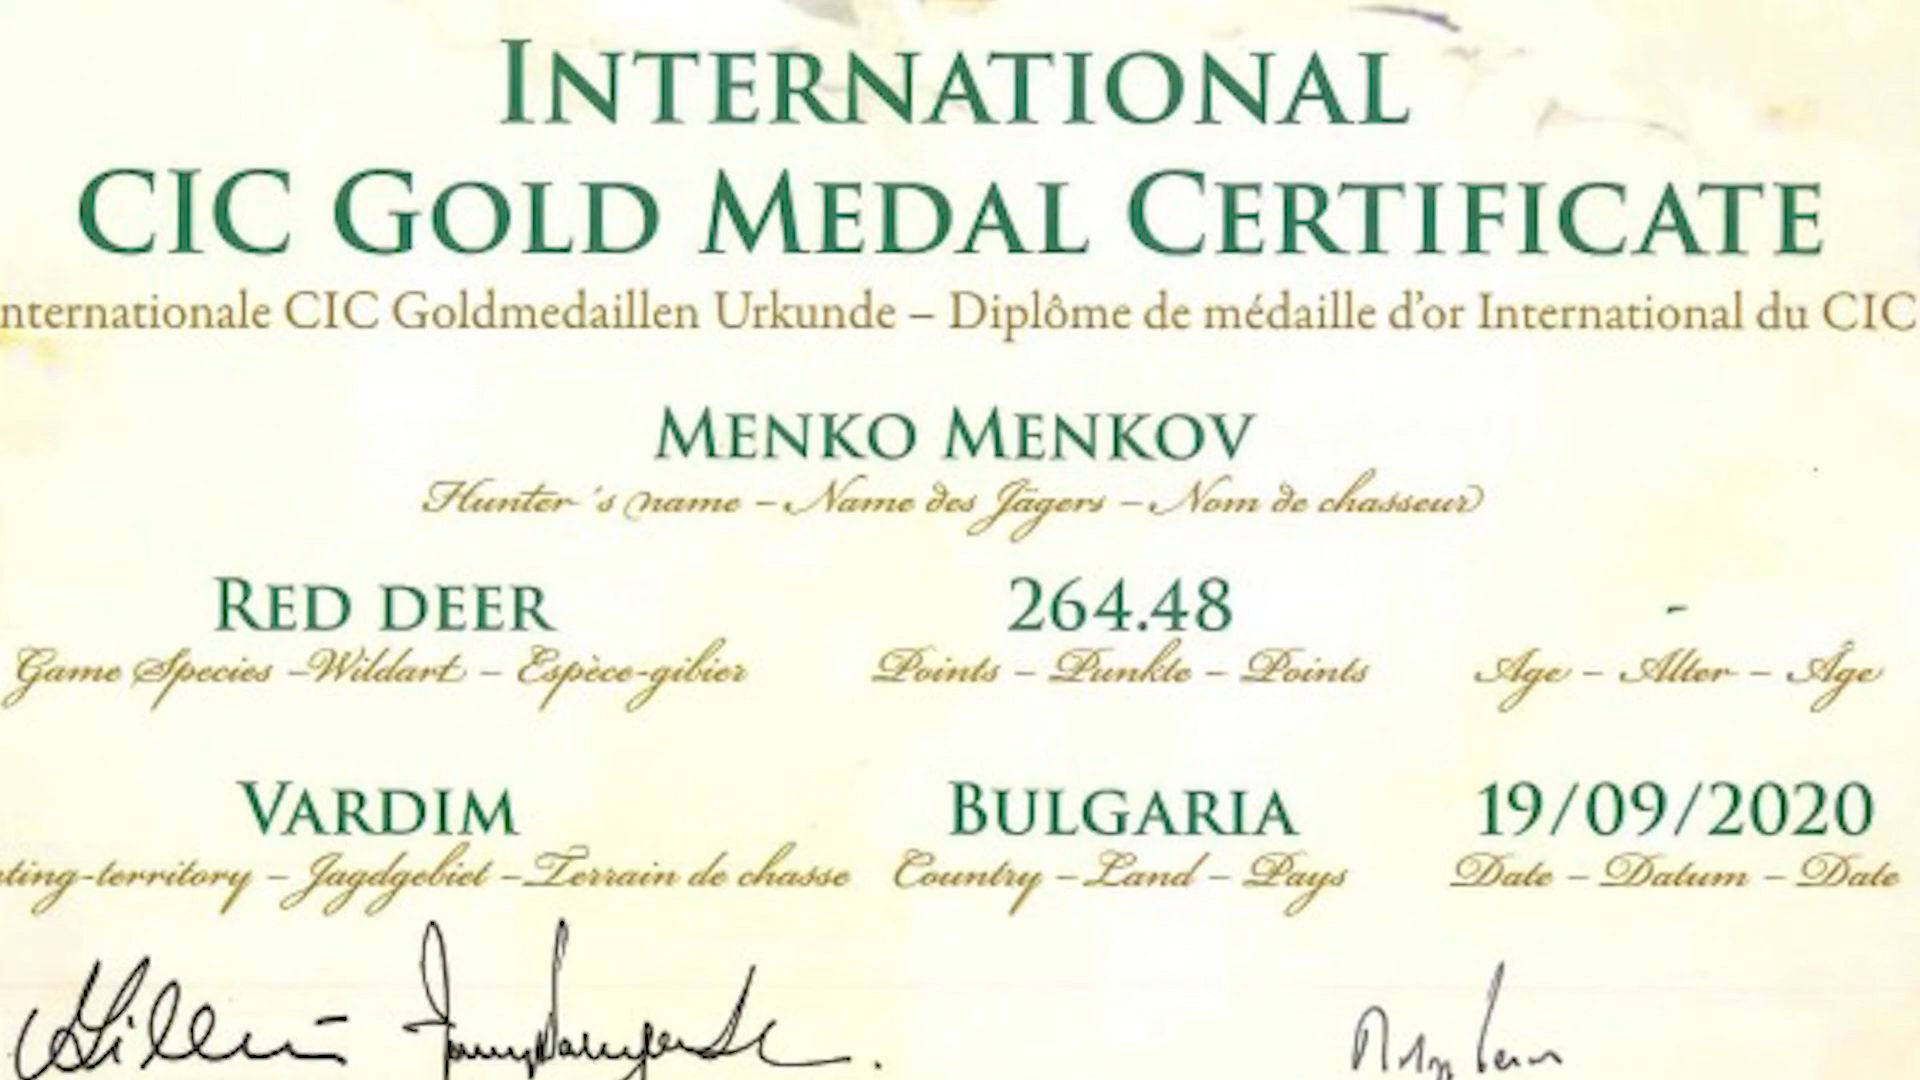 INTERNATIONAL
CIC GOLD MEDAL CERTIFICATE
nternationale CIC Goldmedaillen Urkunde – Diplôme de médaille d'or International du CIC
MENKO MENKOV
Hunter's name – Name des Jägers – Nom de chasseur
RED DEER 264.48 -
Game Species – Wildart – Espèce-gibier Points – Punkte – Points Age – Alter – Âge
VARDIM BULGARIA 19/09/2020
ting-territory – Jagdgebiet – Terrain de chasse Country – Land – Pays Date – Datum – Date